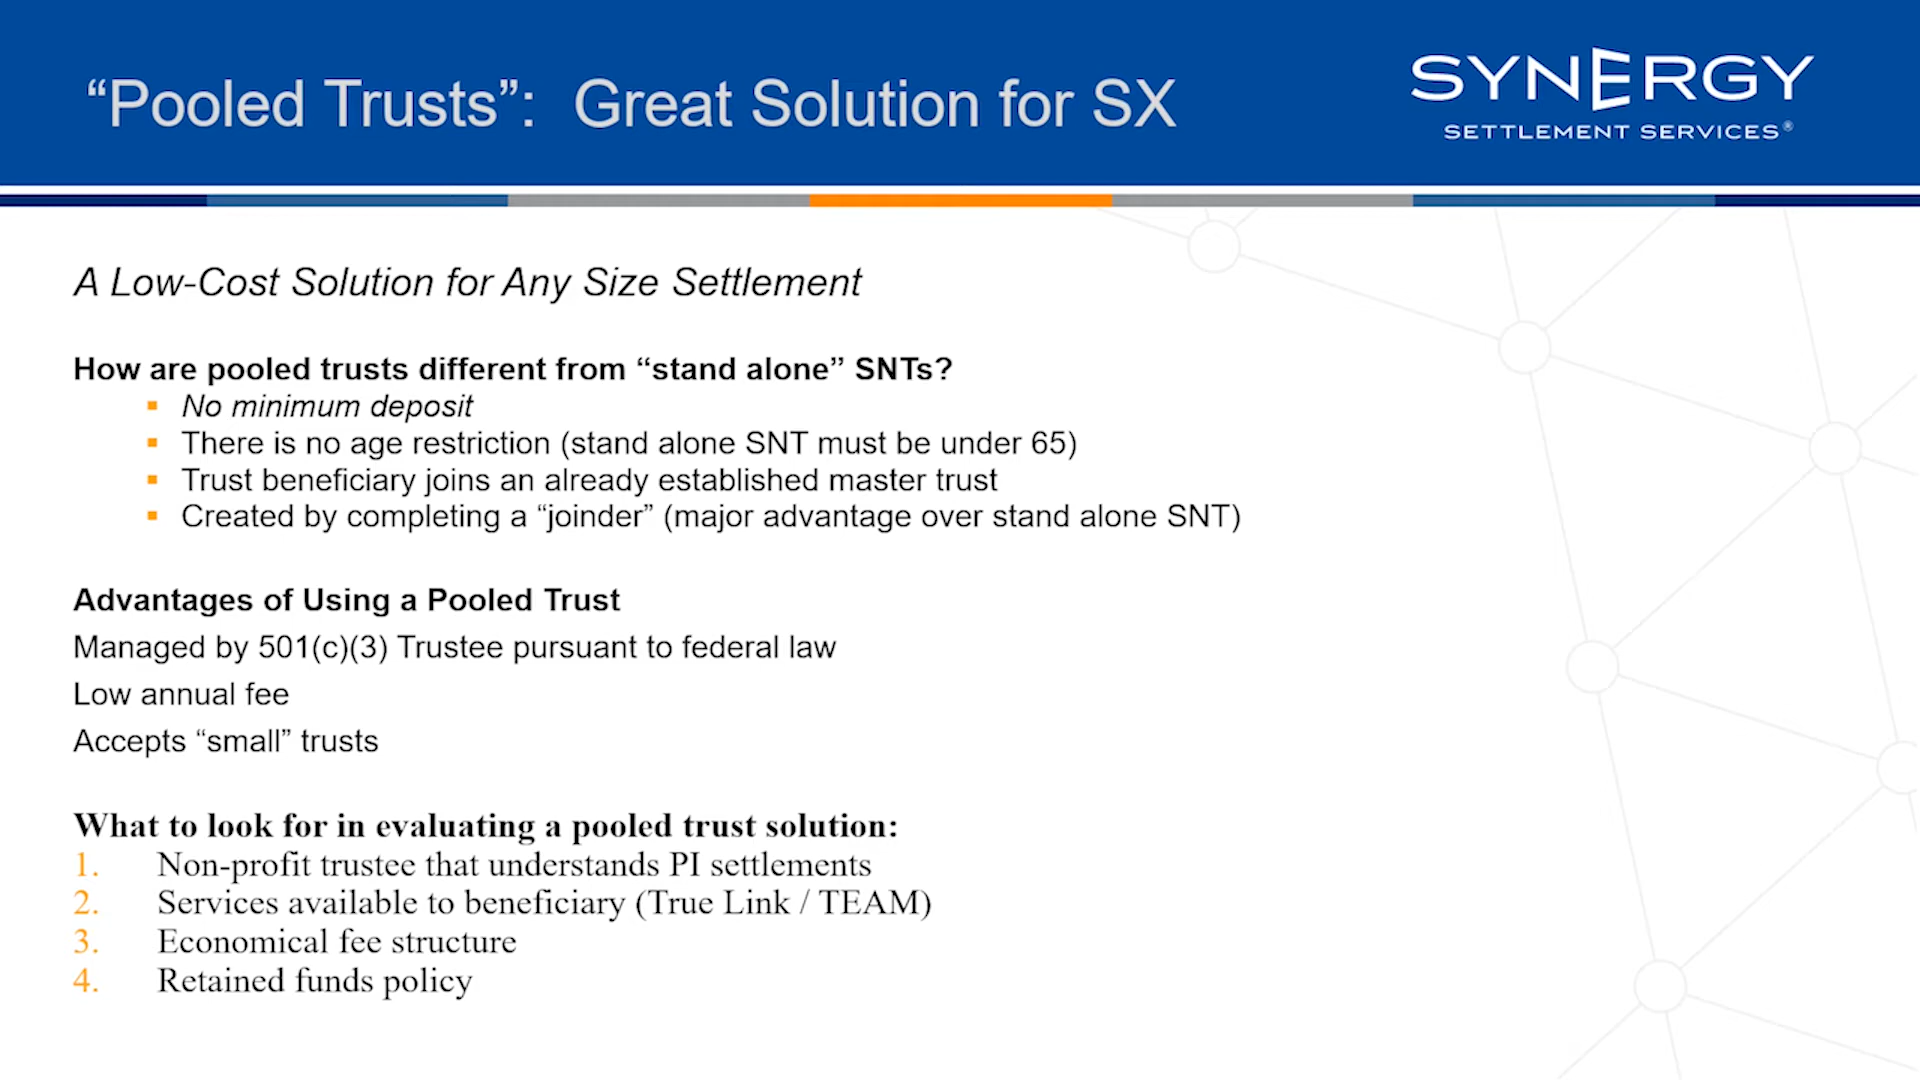 “Pooled Trusts”: Great Solution for SX
SYNERGY
SETTLEMENT SERVICES®
A Low-Cost Solution for Any Size Settlement
How are pooled trusts different from “stand alone” SNTs?
▪ No minimum deposit
▪ There is no age restriction (stand alone SNT must be under 65)
▪ Trust beneficiary joins an already established master trust
▪ Created by completing a “joinder” (major advantage over stand alone SNT)
Advantages of Using a Pooled Trust
Managed by 501(c)(3) Trustee pursuant to federal law
Low annual fee
Accepts “small” trusts
What to look for in evaluating a pooled trust solution:
1. Non-profit trustee that understands PI settlements
2. Services available to beneficiary (True Link / TEAM)
3. Economical fee structure
4. Retained funds policy